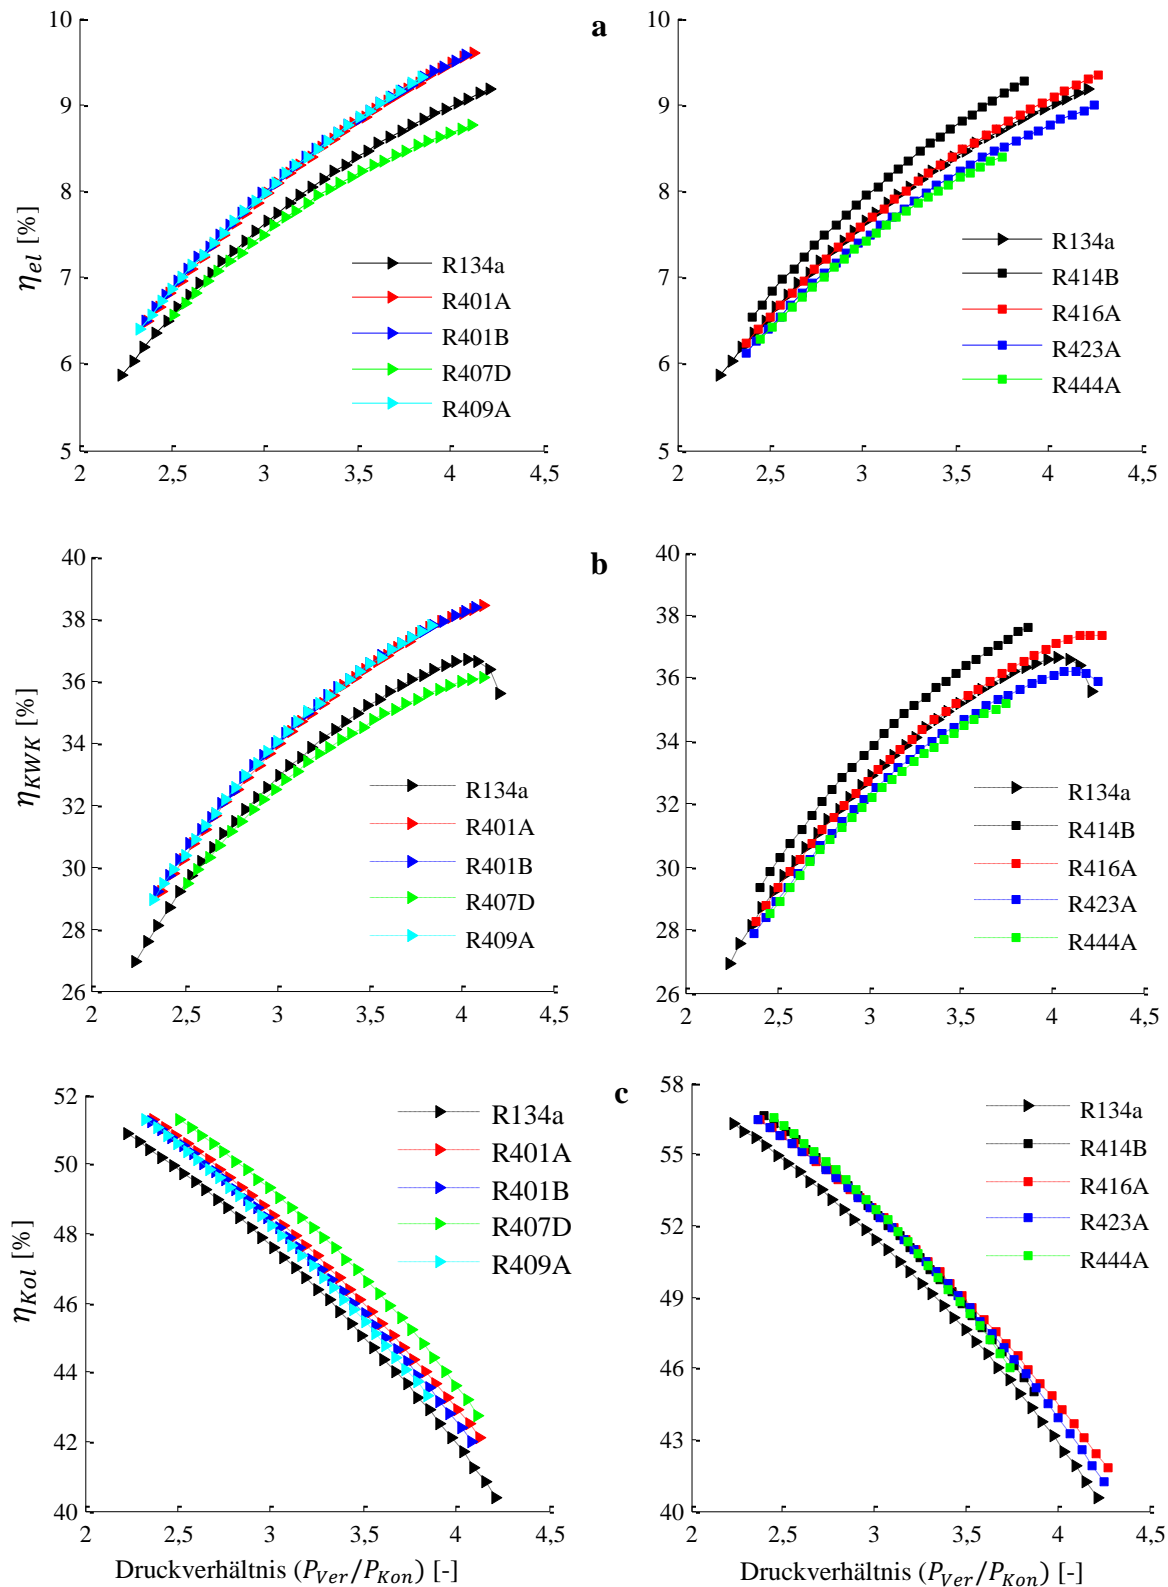 a
10
9
8
7
6
5
η_el [%]
2 2,5 3 3,5 4 4,5
R134a
R401A
R401B
R407D
R409A
10
9
8
7
6
5
2 2,5 3 3,5 4 4,5
R134a
R414B
R416A
R423A
R444A
b
40
38
36
34
32
30
28
26
η_KWK [%]
2 2,5 3 3,5 4 4,5
R134a
R401A
R401B
R407D
R409A
40
38
36
34
32
30
28
26
2 2,5 3 3,5 4 4,5
R134a
R414B
R416A
R423A
R444A
c
52
50
48
46
44
42
40
η_Kol [%]
2 2,5 3 3,5 4 4,5
R134a
R401A
R401B
R407D
R409A
Druckverhältnis (P_Ver/P_Kon) [-]
58
55
52
49
46
43
40
2 2,5 3 3,5 4 4,5
R134a
R414B
R416A
R423A
R444A
Druckverhältnis (P_Ver/P_Kon) [-]